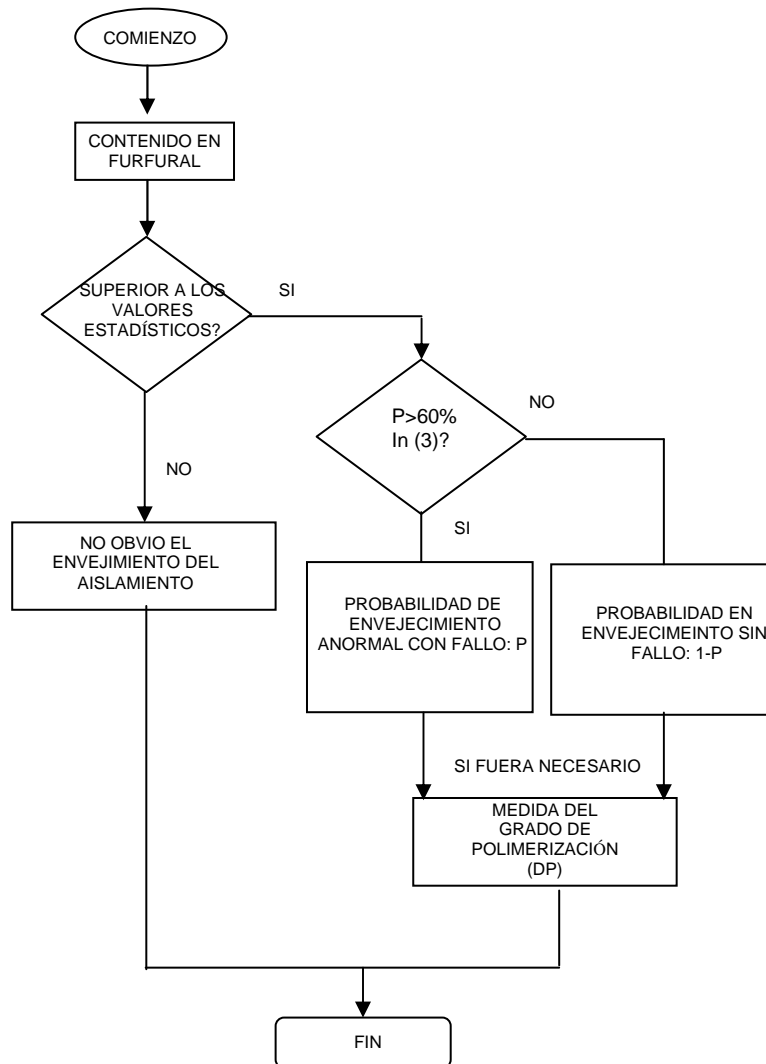 COMIENZO
CONTENIDO EN
FURFURAL
SUPERIOR A LOS
VALORES
ESTADÍSTICOS?
SI
P>60%
In (3)?
NO
NO
SI
NO OBVIO EL
ENVEJIMIENTO DEL
AISLAMIENTO
PROBABILIDAD DE
ENVEJECIMIENTO
ANORMAL CON FALLO: P
PROBABILIDAD EN
ENVEJECIMEINTO SIN
FALLO: 1-P
SI FUERA NECESARIO
MEDIDA DEL
GRADO DE
POLIMERIZACIÓN
(DP)
FIN